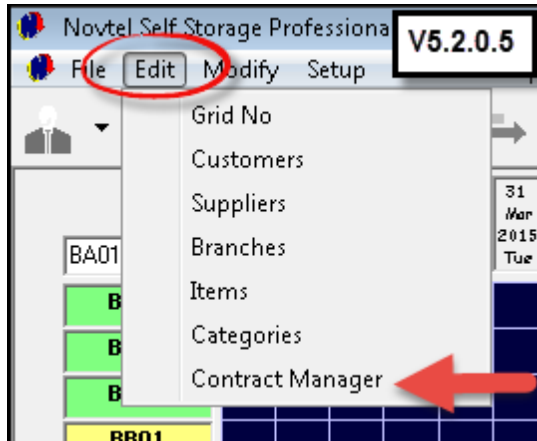 Novtel Self Storage Professiona
V5.2.0.5
File Edit Modify Setup
Grid No
Customers
Suppliers
Branches
Items
Categories
Contract Manager
31
Mar
2015
Tue
BA01
B
B
B
BB01